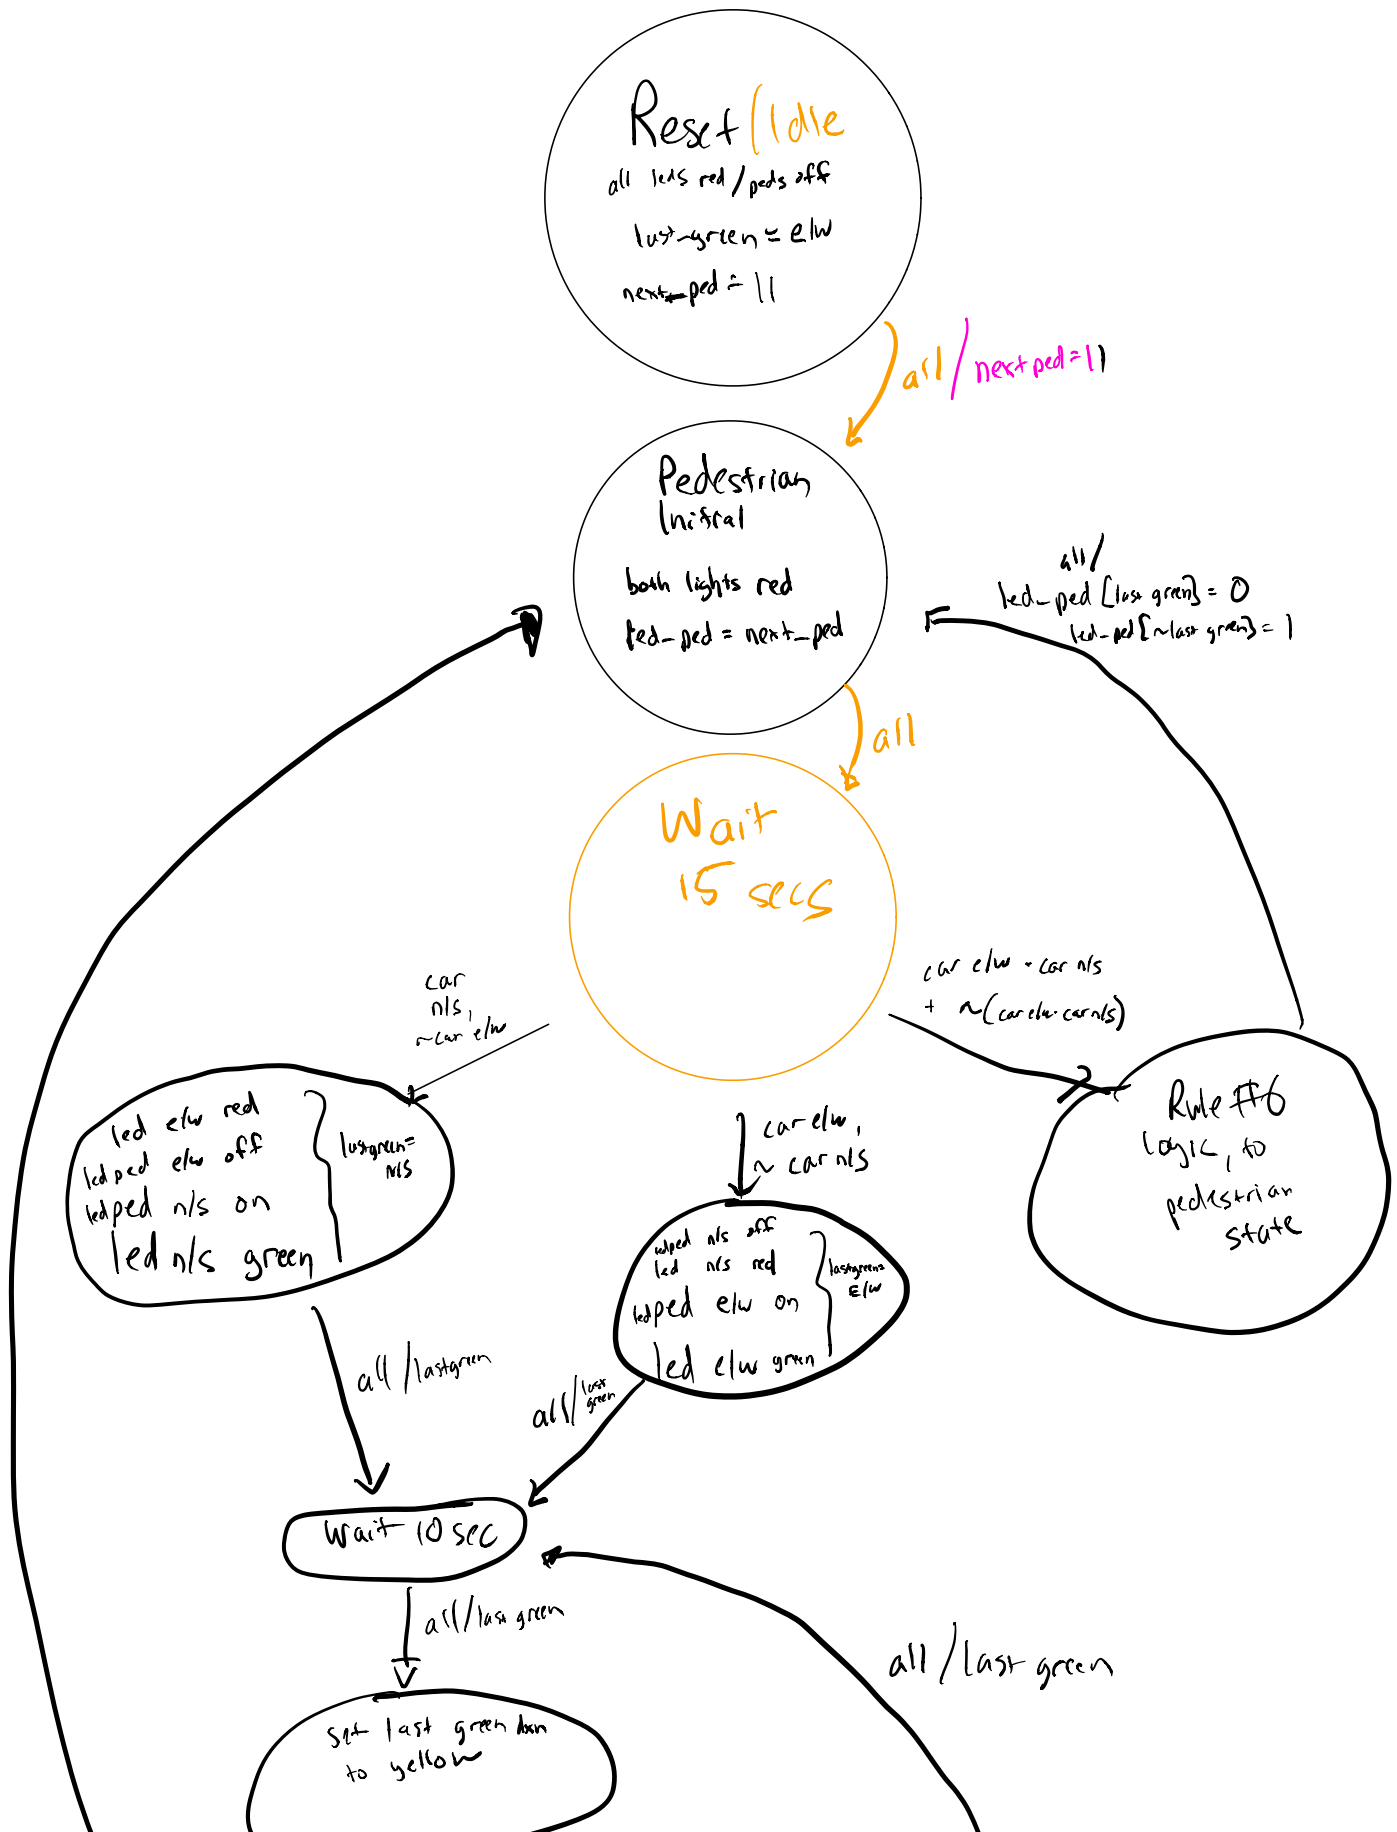 Reset/Idle
all leds red/peds off
last-green = e/w
next_ped = 11
all/nextped=11
Pedestrian
Initial
both lights red
led_ped = next_ped
all/
led_ped [last green] = 0
led_ped [~last green] = 1
all
Wait
15 secs
car
n/s,
~car e/w
car e/w · car n/s
+ ~(car e/w · car n/s)
led e/w red
led ped e/w off
led ped n/s on
led n/s green
lastgreen=
n/s
car e/w,
~ car n/s
Rule #6
logic, to
pedestrian
state
ledped n/s off
led n/s red
ledped e/w on
led e/w green
lastgreen=
E/W
all/lastgreen
all/last
green
Wait 10 sec
all/last green
all/last green
set last green
to yellow